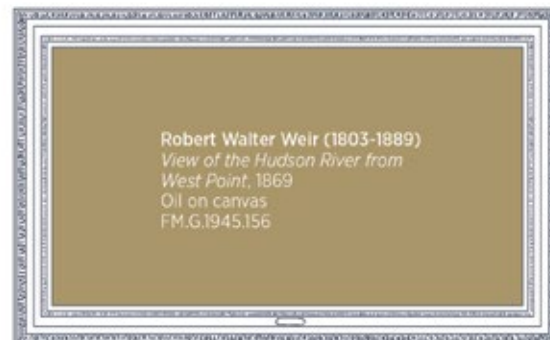 Robert Walter Weir (1803-1889)
View of the Hudson River from
West Point, 1869
Oil on canvas
FM.G.1945.156